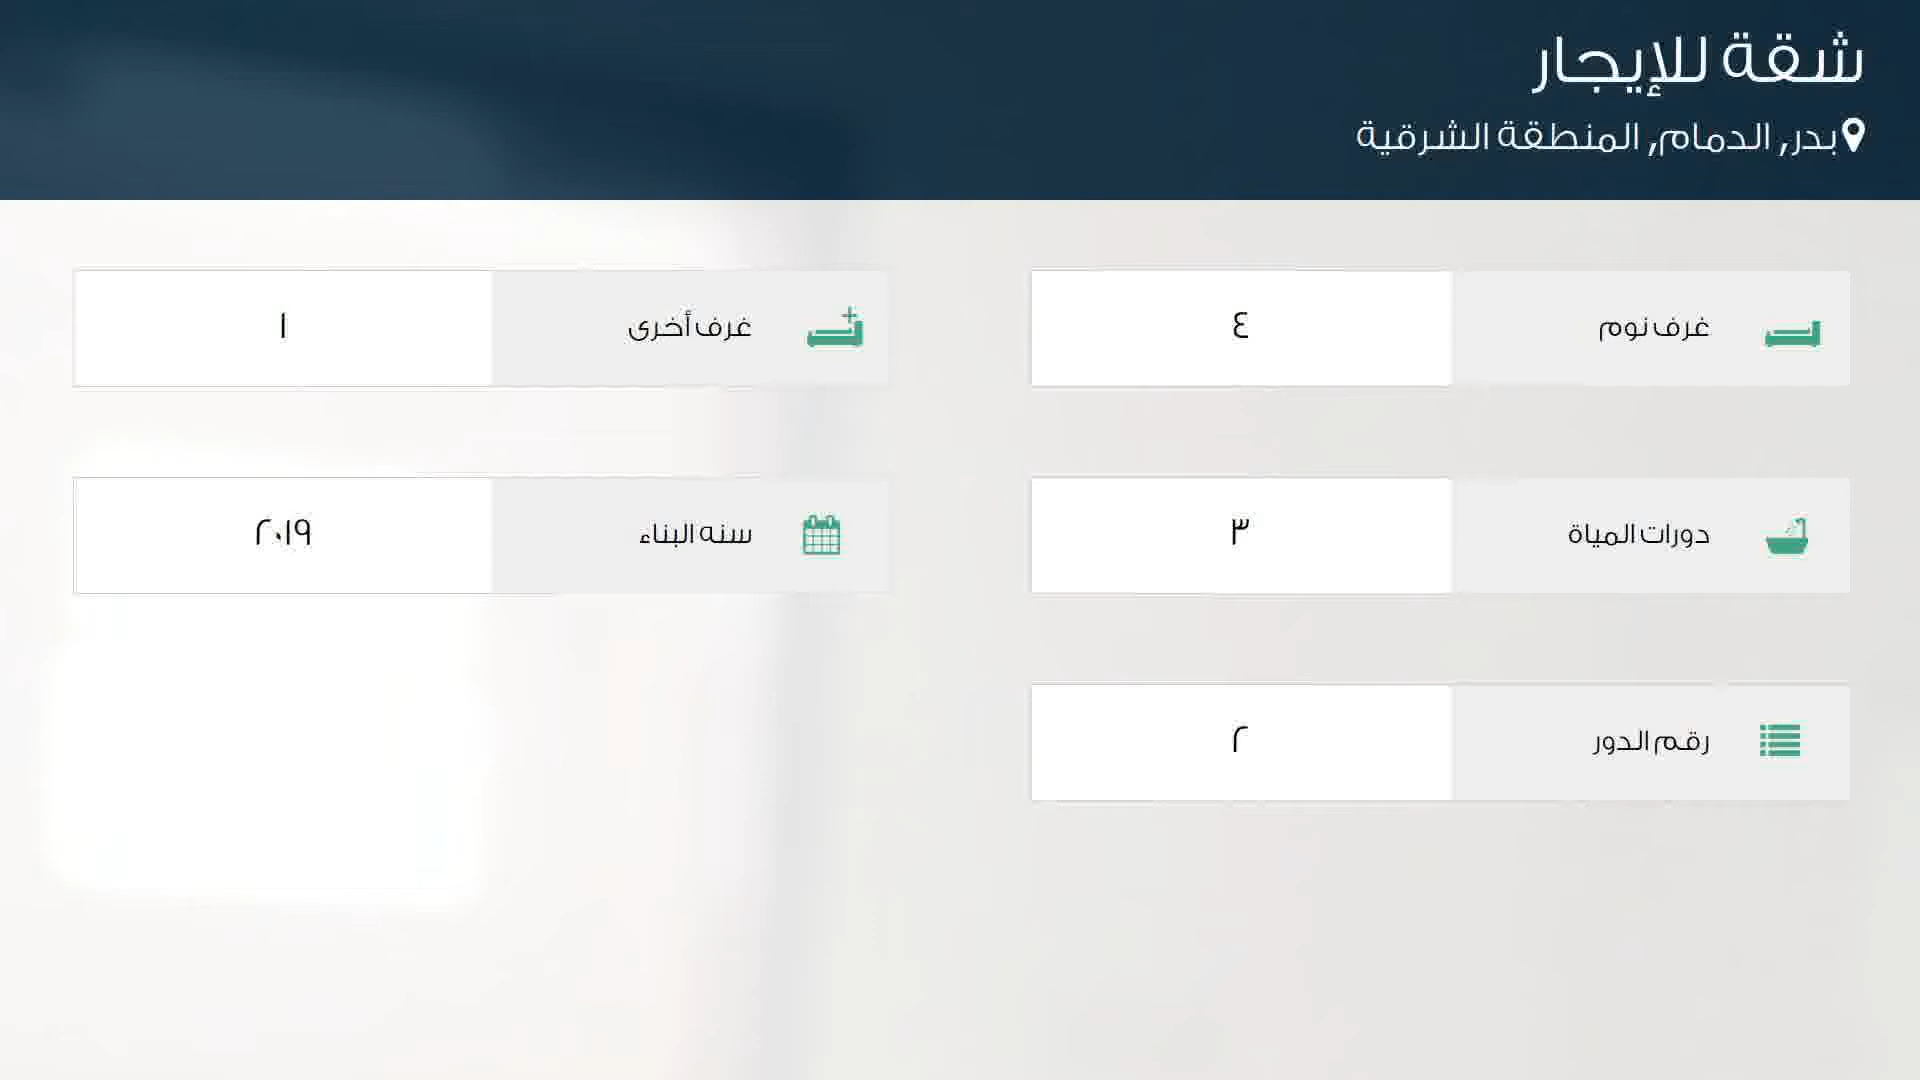 شقة للإيجار
بدر, الدمام, المنطقة الشرقية
غرف نوم ٤
غرف أخرى ١
دورات المياة ٣
سنه البناء ٢٠١٩
رقم الدور ٢